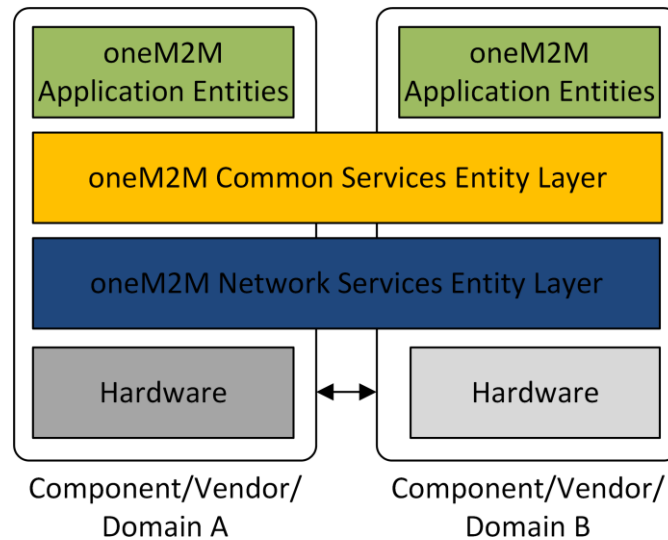 oneM2M
Application Entities
oneM2M
Application Entities
oneM2M Common Services Entity Layer
oneM2M Network Services Entity Layer
Hardware
Hardware
Component/Vendor/
Domain A
Component/Vendor/
Domain B